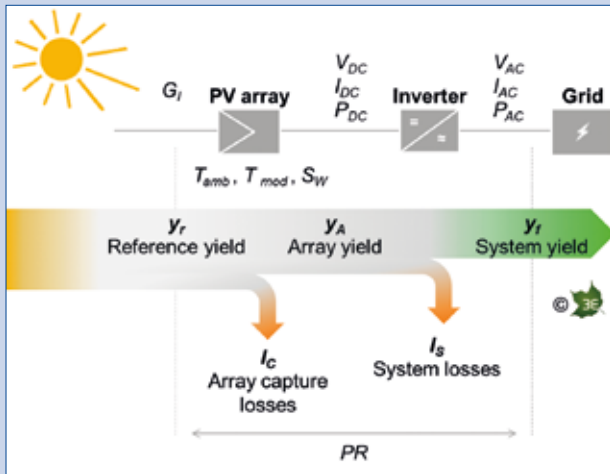 G_I
PV array
V_DC
I_DC
P_DC
Inverter
V_AC
I_AC
P_AC
Grid
T_amb, T_mod, S_W
y_r
Reference yield
y_A
Array yield
y_f
System yield
© 3E
l_C
Array capture
losses
l_S
System losses
PR